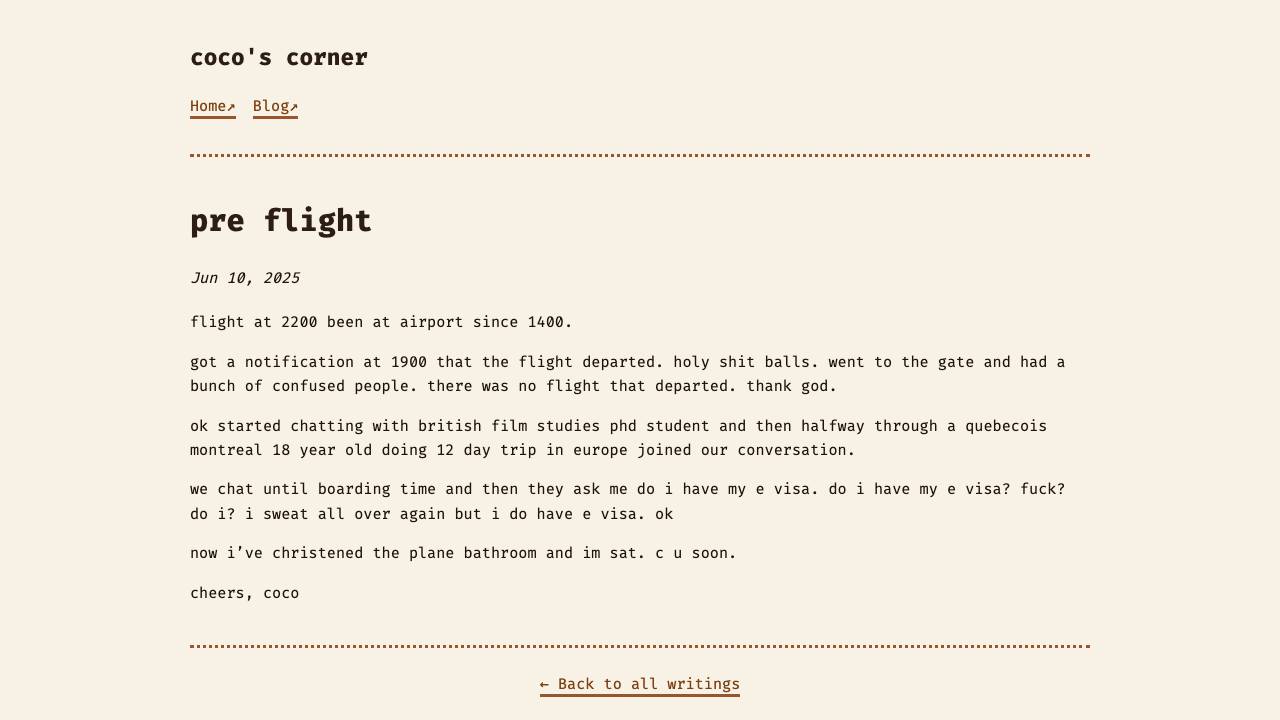 coco's corner
Home↗ Blog↗
pre flight
Jun 10, 2025
flight at 2200 been at airport since 1400.
got a notification at 1900 that the flight departed. holy shit balls. went to the gate and had a
bunch of confused people. there was no flight that departed. thank god.
ok started chatting with british film studies phd student and then halfway through a quebecois
montreal 18 year old doing 12 day trip in europe joined our conversation.
we chat until boarding time and then they ask me do i have my e visa. do i have my e visa? fuck?
do i? i sweat all over again but i do have e visa. ok
now i’ve christened the plane bathroom and im sat. c u soon.
cheers, coco
← Back to all writings